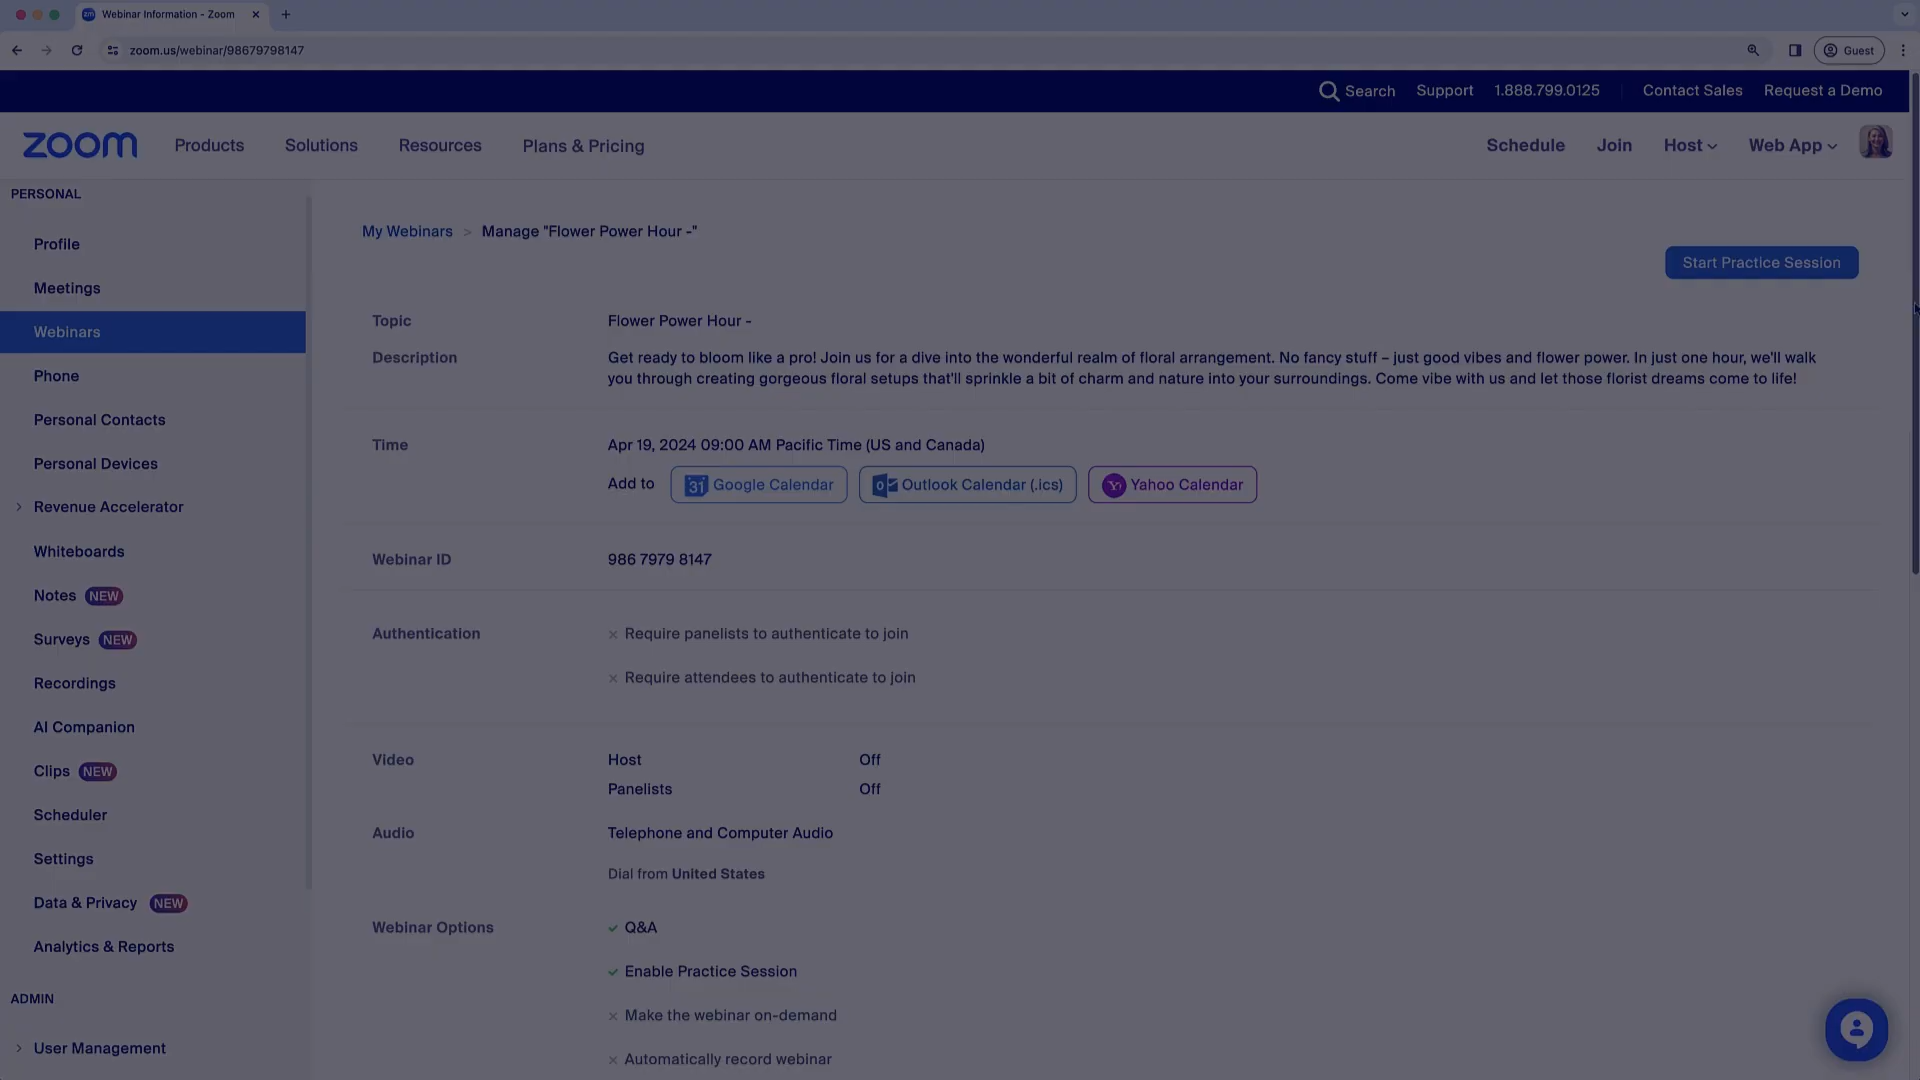 Webinar Information - Zoom
zoom.us/webinar/98679798147
Guest
Search
Support
1.888.799.0125
Contact Sales
Request a Demo
zoom
Products
Solutions
Resources
Plans & Pricing
Schedule
Join
Host
Web App
PERSONAL
Profile
Meetings
Webinars
Phone
Personal Contacts
Personal Devices
Revenue Accelerator
Whiteboards
Notes NEW
Surveys NEW
Recordings
AI Companion
Clips NEW
Scheduler
Settings
Data & Privacy NEW
Analytics & Reports
ADMIN
User Management
My Webinars > Manage "Flower Power Hour -"
Start Practice Session
Topic
Flower Power Hour -
Description
Get ready to bloom like a pro! Join us for a dive into the wonderful realm of floral arrangement. No fancy stuff – just good vibes and flower power. In just one hour, we'll walk
you through creating gorgeous floral setups that'll sprinkle a bit of charm and nature into your surroundings. Come vibe with us and let those florist dreams come to life!
Time
Apr 19, 2024 09:00 AM Pacific Time (US and Canada)
Add to
31 Google Calendar
Outlook Calendar (.ics)
Yahoo Calendar
Webinar ID
986 7979 8147
Authentication
Require panelists to authenticate to join
Require attendees to authenticate to join
Video
Host
Off
Panelists
Off
Audio
Telephone and Computer Audio
Dial from United States
Webinar Options
Q&A
Enable Practice Session
Make the webinar on-demand
Automatically record webinar